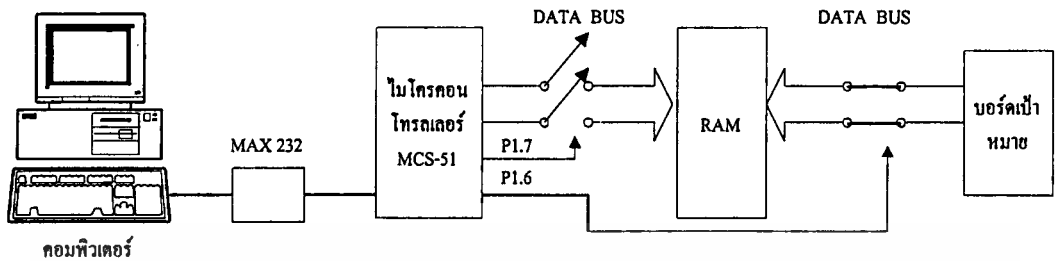 DATA BUS
DATA BUS
ไมโครคอน
โทรลเลอร์
MCS-51
RAM
บอร์ดเป้า
หมาย
MAX 232
P1.7
P1.6
คอมพิวเตอร์